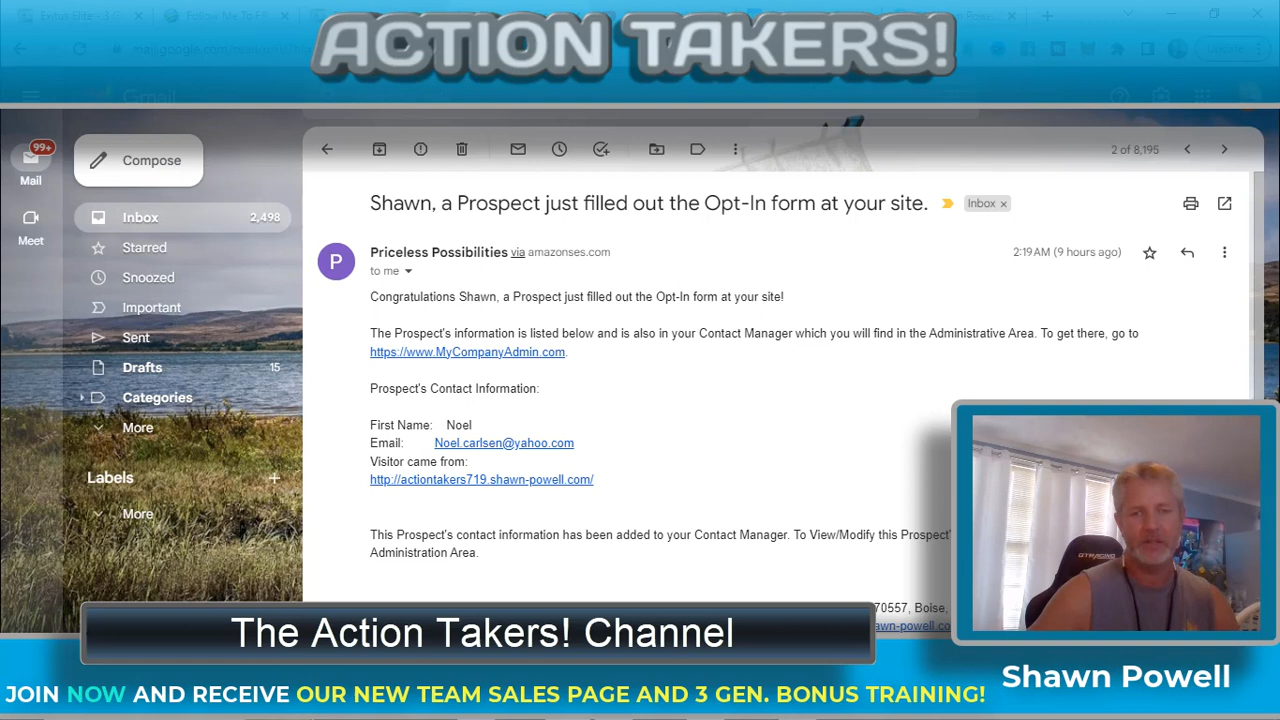 ACTION TAKERS!
Gmail
99+
Mail
Meet
Compose
Inbox 2,498
Starred
Snoozed
Important
Sent
Drafts 15
Categories
More
Labels
More
2 of 8,195
Shawn, a Prospect just filled out the Opt-In form at your site.
Inbox
P
Priceless Possibilities via amazonses.com
2:19 AM (9 hours ago)
to me
Congratulations Shawn, a Prospect just filled out the Opt-In form at your site!
The Prospect's information is listed below and is also in your Contact Manager which you will find in the Administrative Area. To get there, go to
https://www.MyCompanyAdmin.com.
Prospect's Contact Information:
First Name: Noel
Email: Noel.carlsen@yahoo.com
Visitor came from:
http://actiontakers719.shawn-powell.com/
This Prospect's contact information has been added to your Contact Manager. To View/Modify this Prospect'
Administration Area.
70557, Boise,
GTRACING
The Action Takers! Channel
Shawn Powell
JOIN NOW AND RECEIVE OUR NEW TEAM SALES PAGE AND 3 GEN. BONUS TRAINING!